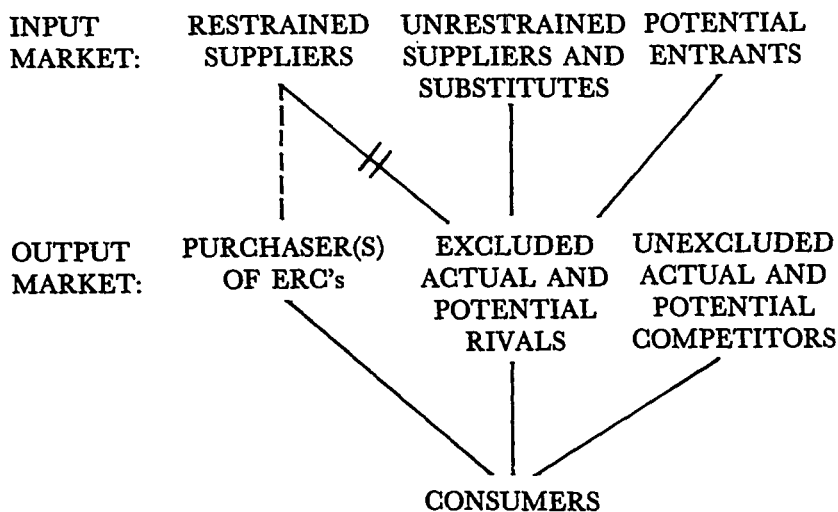 INPUT MARKET:
RESTRAINED SUPPLIERS
UNRESTRAINED SUPPLIERS AND SUBSTITUTES
POTENTIAL ENTRANTS
OUTPUT MARKET:
PURCHASER(S) OF ERC's
EXCLUDED ACTUAL AND POTENTIAL RIVALS
UNEXCLUDED ACTUAL AND POTENTIAL COMPETITORS
CONSUMERS